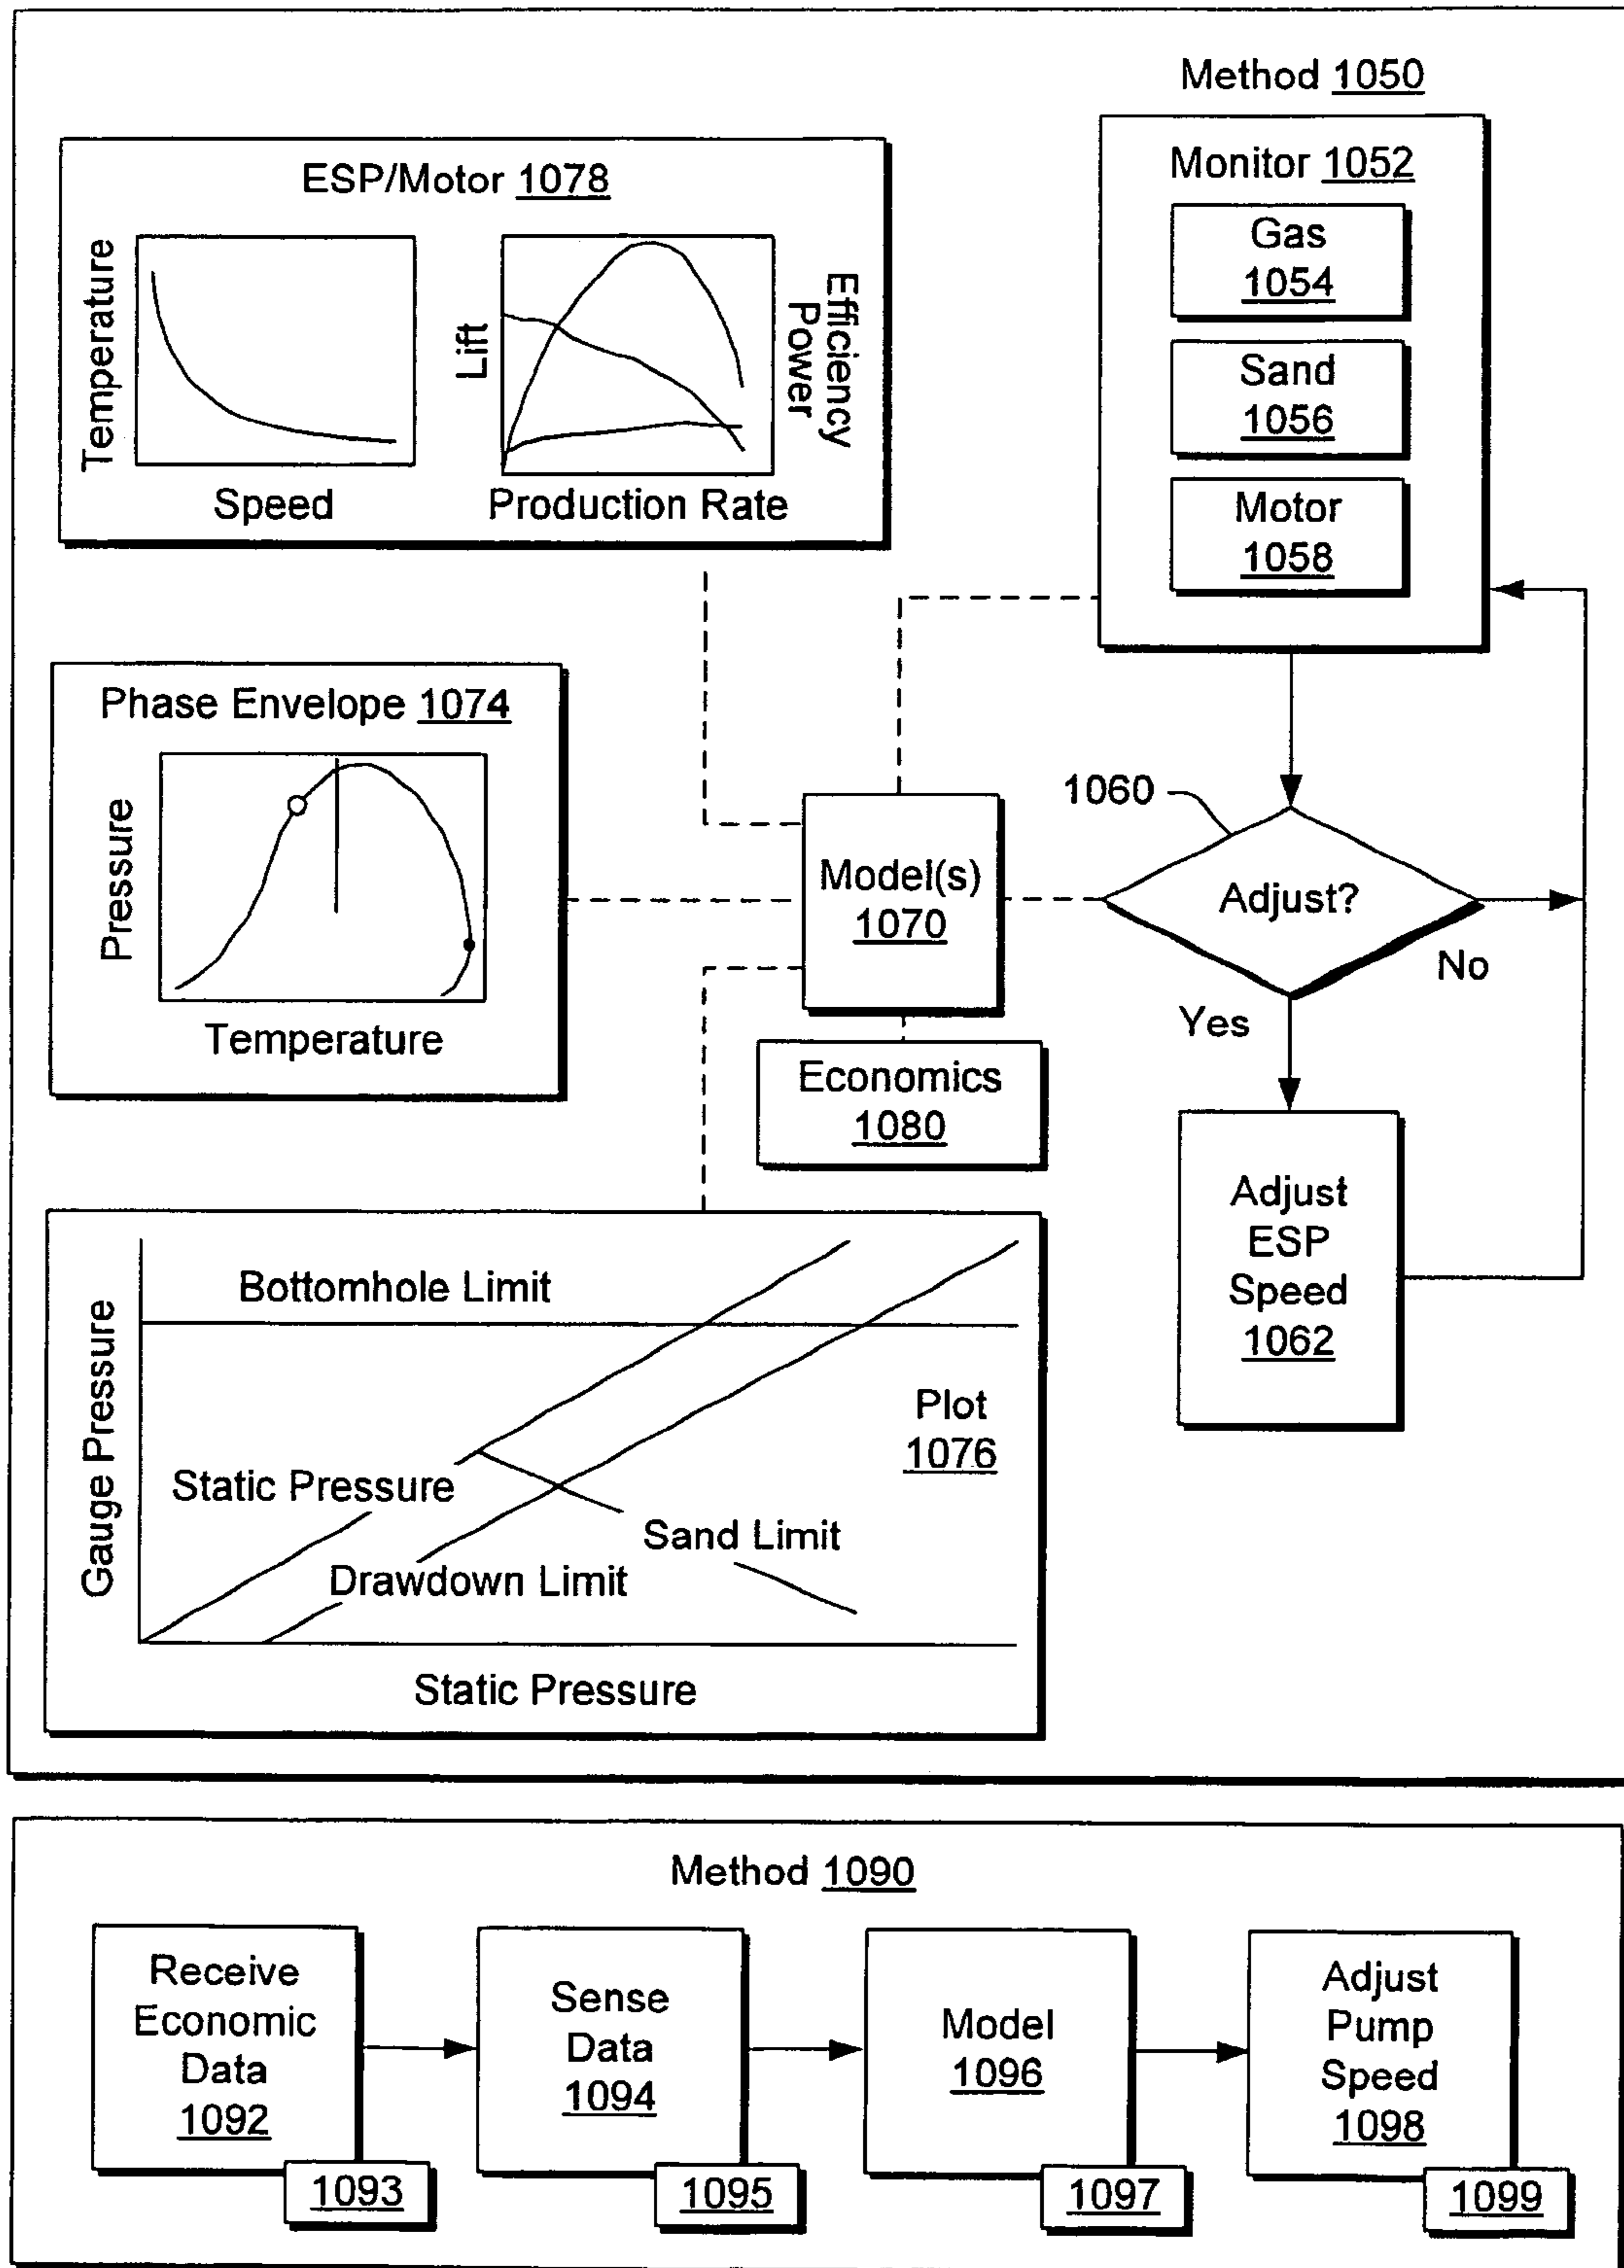 Method 1050
ESP/Motor 1078
Temperature
Speed
Lift
Efficiency
Power
Production Rate
Monitor 1052
Gas
1054
Sand
1056
Motor
1058
Phase Envelope 1074
Pressure
Temperature
1060
Model(s)
1070
Adjust?
No
Yes
Economics
1080
Adjust
ESP
Speed
1062
Bottomhole Limit
Gauge Pressure
Plot
1076
Static Pressure
Sand Limit
Drawdown Limit
Static Pressure
Method 1090
Receive
Economic
Data
1092
1093
Sense
Data
1094
1095
Model
1096
1097
Adjust
Pump
Speed
1098
1099